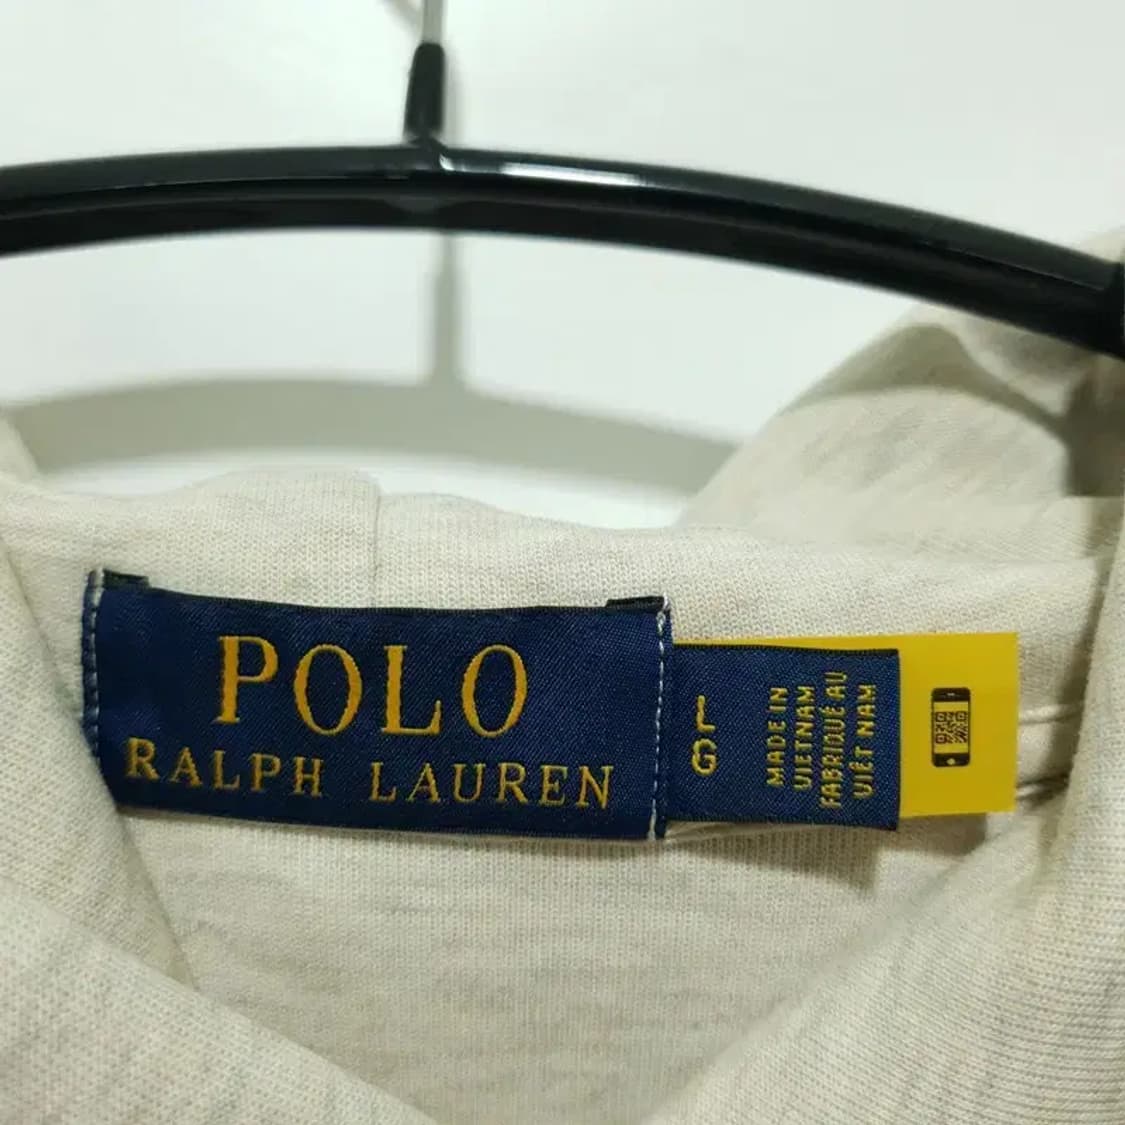 POLO
RALPH LAUREN
L
G
MADE IN
VIETNAM
FABRIQUÉ AU
VIÊT NAM